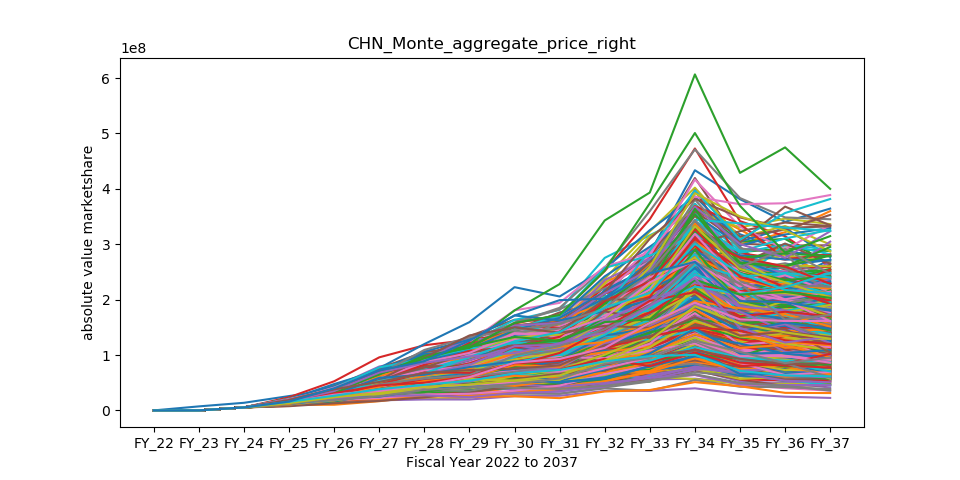 CHN_Monte_aggregate_price_right
1e8
6
5
4
3
2
1
0
absolute value marketshare
FY_22 FY_23 FY_24 FY_25 FY_26 FY_27 FY_28 FY_29 FY_30 FY_31 FY_32 FY_33 FY_34 FY_35 FY_36 FY_37
Fiscal Year 2022 to 2037